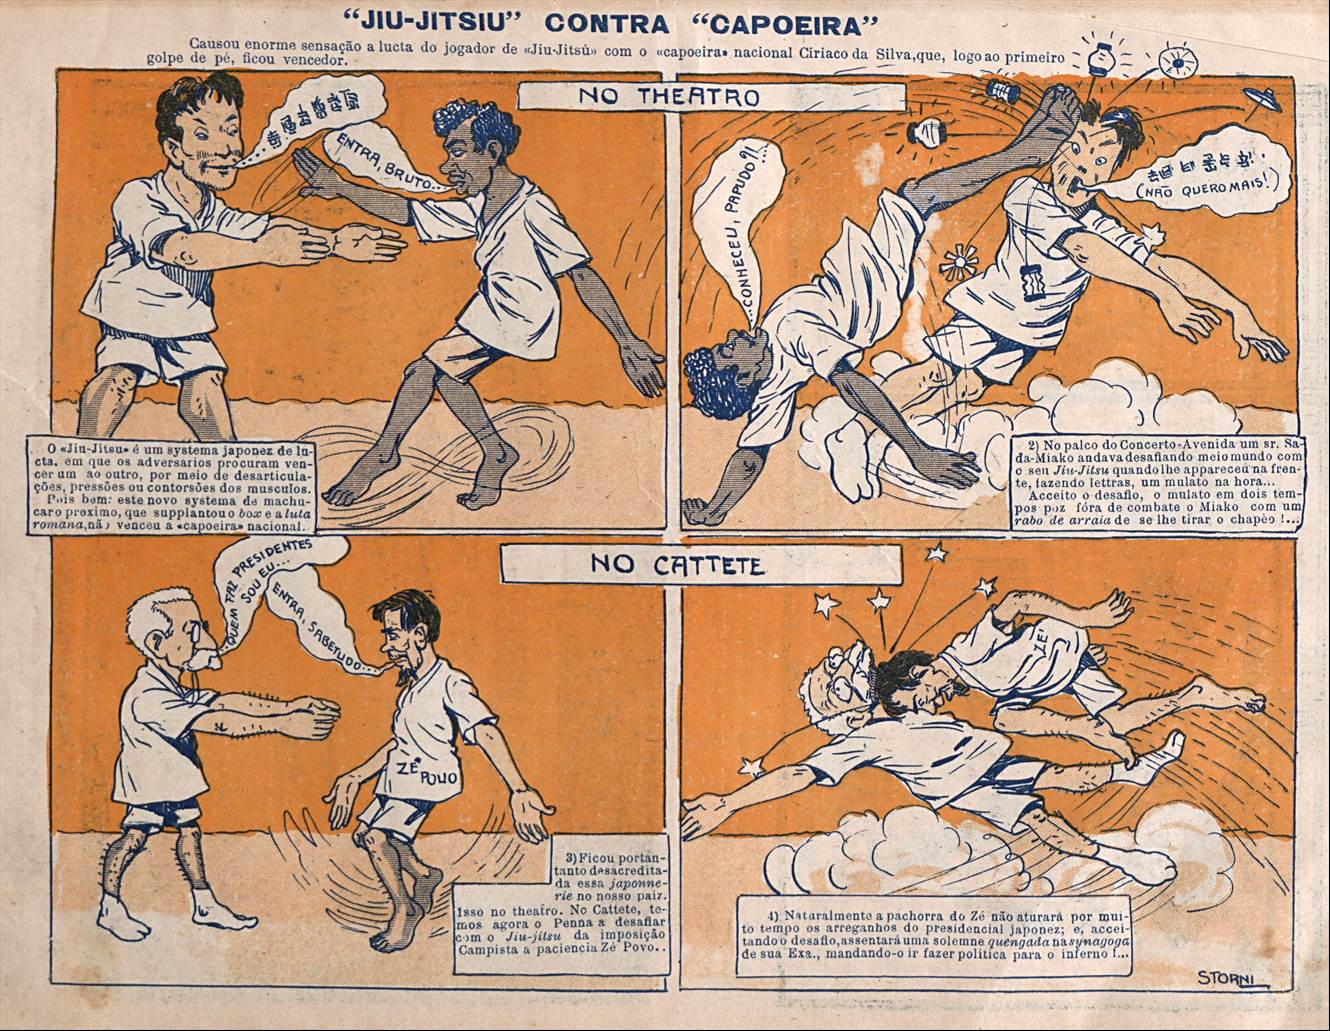 “JIU-JITSIU” CONTRA “CAPOEIRA”
Causou enorme sensação a lucta do jogador de «Jiu-Jitsú» com o «capoeira» nacional Ciriaco da Silva, que, logo ao primeiro
golpe de pé, ficou vencedor.
NO THEATRO
ENTRA, BRUTO...
O «Jiu-Jitsu» é um systema japonez de lu-
cta, em que os adversarios procuram ven-
cer um ao outro, por meio de desarticula-
ções, pressões ou contorsões dos musculos.
Pois bem: este novo systema de machu-
car o proximo, que supplantou o box e a luta
romana, não venceu a «capoeira» nacional.
CONHECEU, PAPUDO?!...
(NÃO QUERO MAIS!)
2) No palco do Concerto-Avenida um sr. Sa-
da-Miako andava desafiando meio mundo com
o seu Jiu-Jitsu quando lhe appareceu na fren-
te, fazendo lettras, um mulato na hora...
Acceito o desafio, o mulato em dois tem-
pos poz fóra de combate o Miako com um
rabo de arraia de se lhe tirar o chapèo !...
NO CATTETE
QUEM FAZ PRESIDENTES
SOU EU...
ENTRA, SABETUDO...
ZÉ POVO
3) Ficou portan-
tanto desacredita-
da essa japonne-
rie no nosso paiz.
Isso no theatro. No Cattete, te-
mos agora o Penna a desafiar
com o Jiu-jitsu da imposição
Campista a paciencia Zé Povo..
ZÉ
4) Naturalmente a pachorra do Zé não aturará por mui-
to tempo os arreganhos do presidencial japonez; e, accei-
tando o desafio, assentará uma solemne quengada na synagoga
de sua Exa., mandando-o ir fazer politica para o inferno !...
STORNI